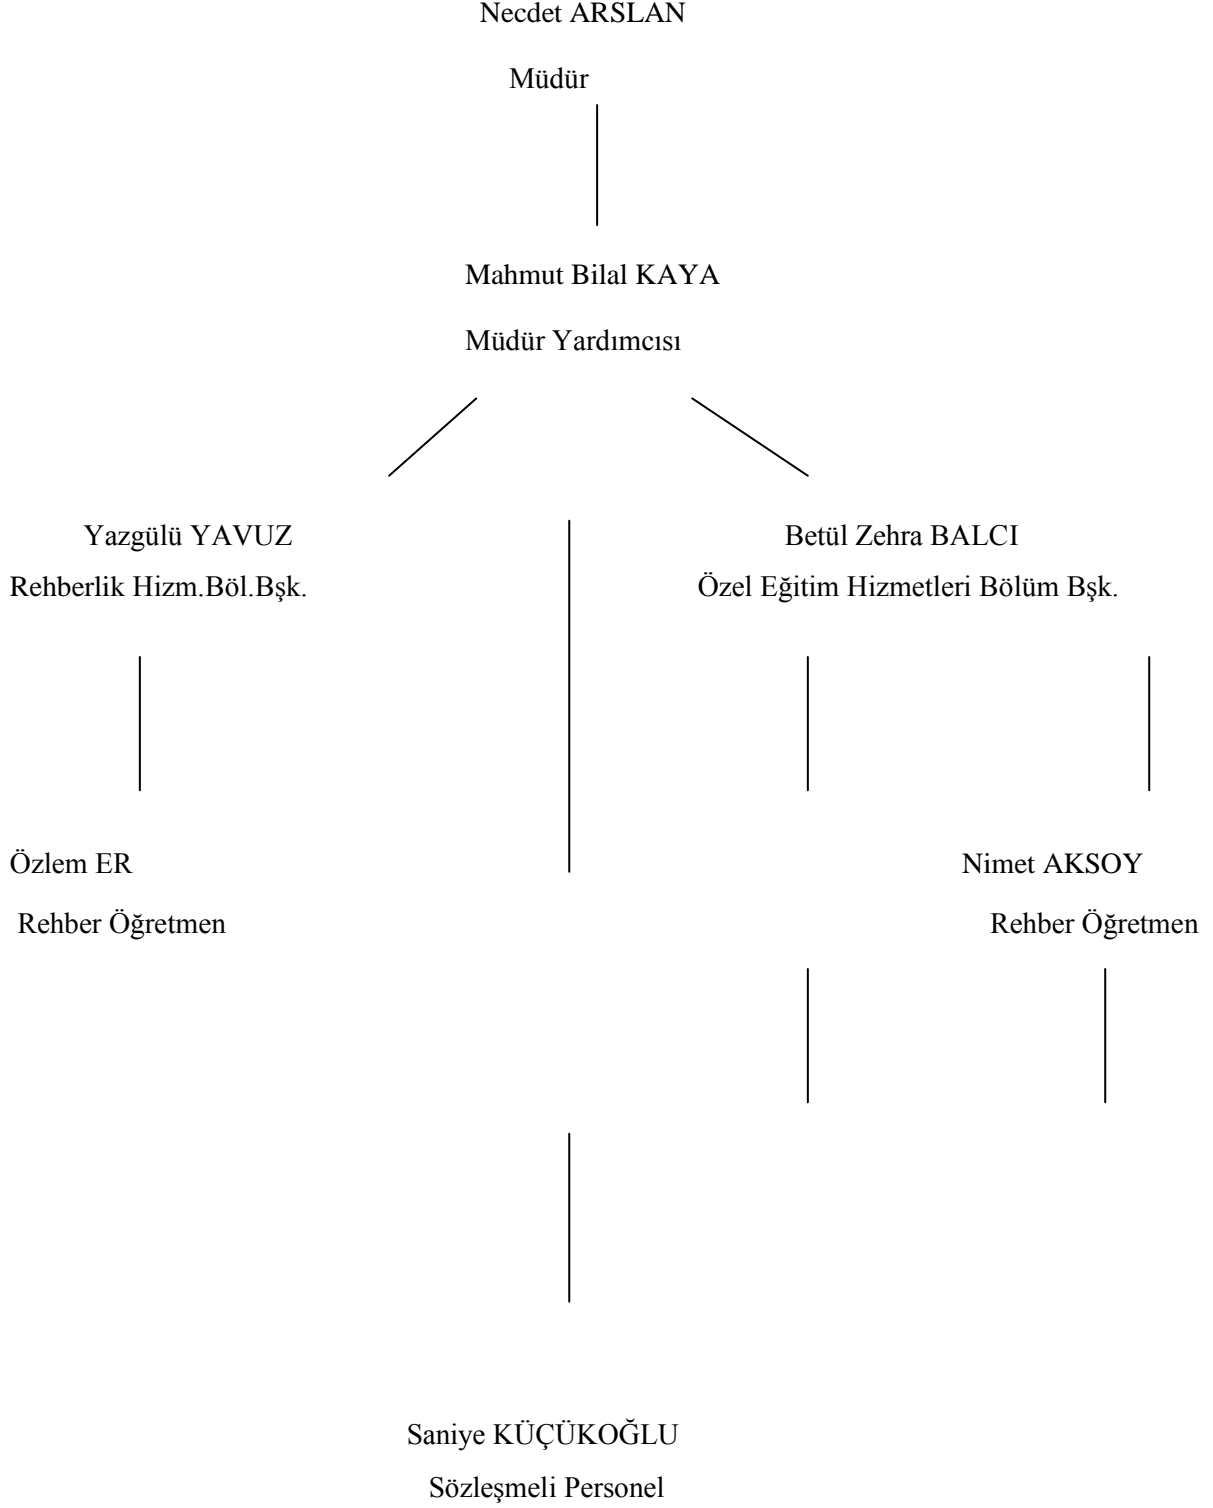 Necdet ARSLAN
Müdür
Mahmut Bilal KAYA
Müdür Yardımcısı
Yazgülü YAVUZ
Rehberlik Hizm.Böl.Bşk.
Betül Zehra BALCI
Özel Eğitim Hizmetleri Bölüm Bşk.
Özlem ER
Rehber Öğretmen
Nimet AKSOY
Rehber Öğretmen
Saniye KÜÇÜKOĞLU
Sözleşmeli Personel